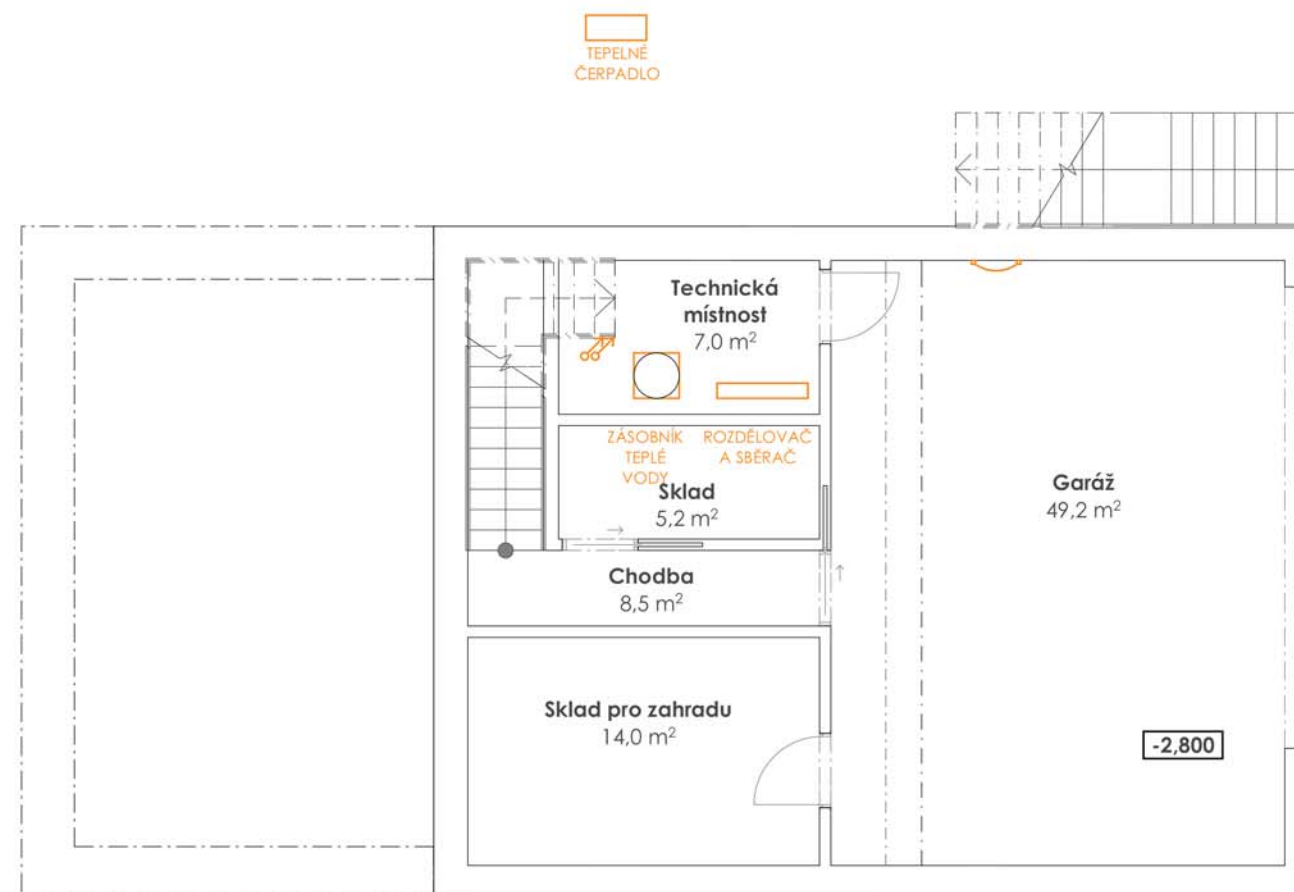 TEPELNÉ
ČERPADLO
Technická
místnost
7,0 m²
ZÁSOBNÍK
TEPLÉ
VODY
ROZDĚLOVAČ
A SBĚRAČ
Sklad
5,2 m²
Garáž
49,2 m²
Chodba
8,5 m²
Sklad pro zahradu
14,0 m²
-2,800